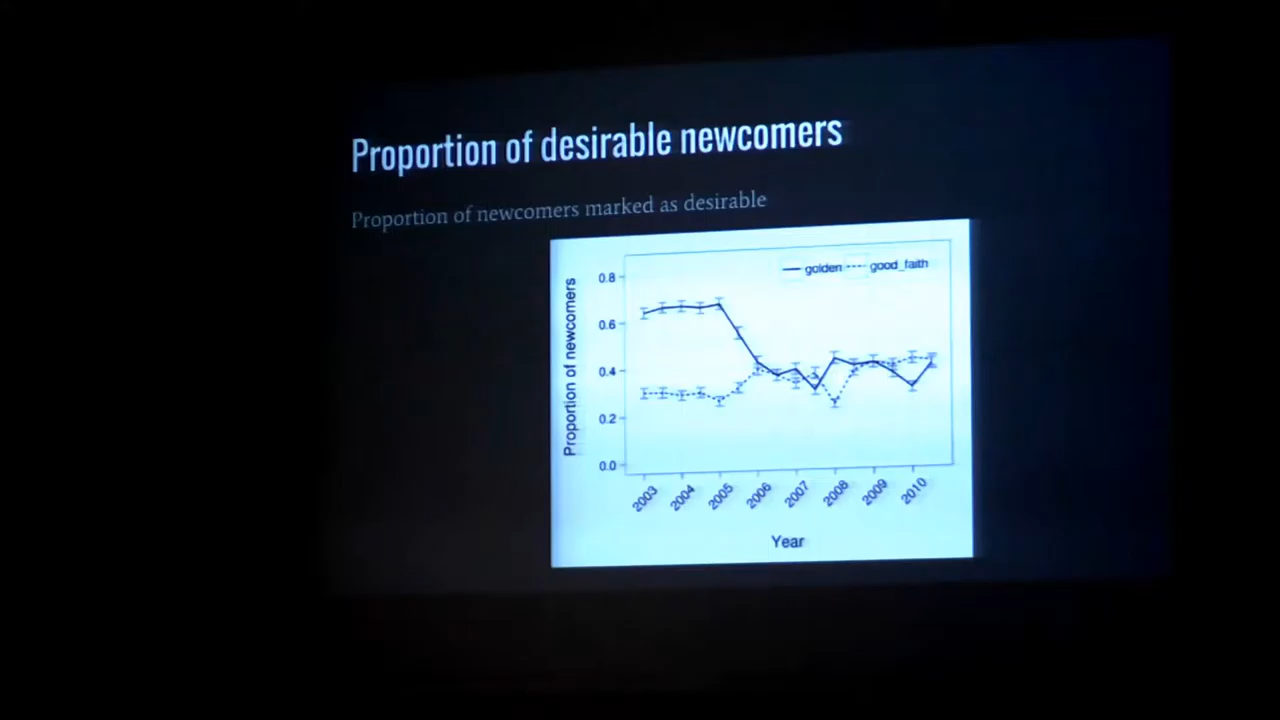 Proportion of desirable newcomers
Proportion of newcomers marked as desirable
golden good_faith
Proportion of newcomers
0.8
0.6
0.4
0.2
0.0
2003 2004 2005 2006 2007 2008 2009 2010
Year